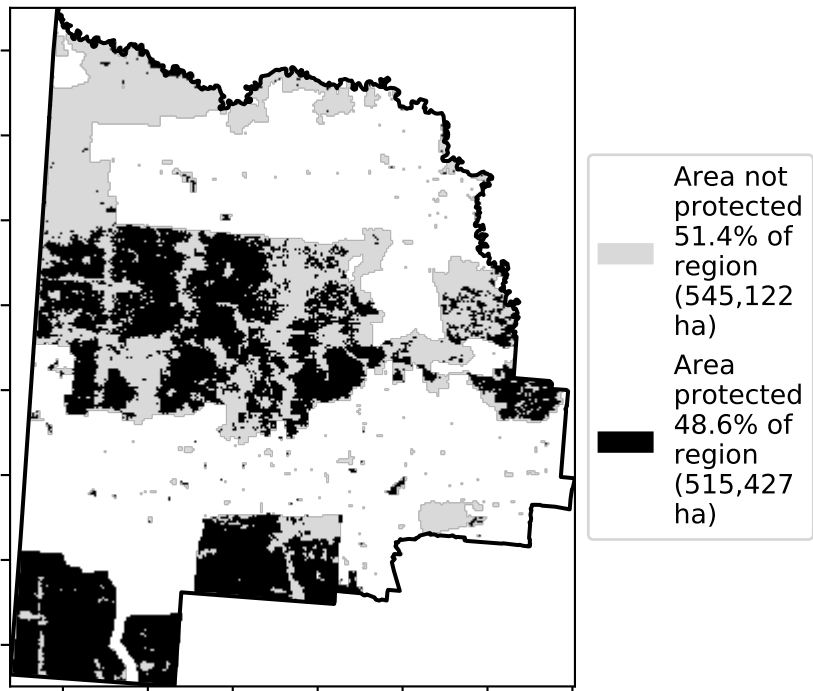 Area not
protected
51.4% of
region
(545,122
ha)
Area
protected
48.6% of
region
(515,427
ha)